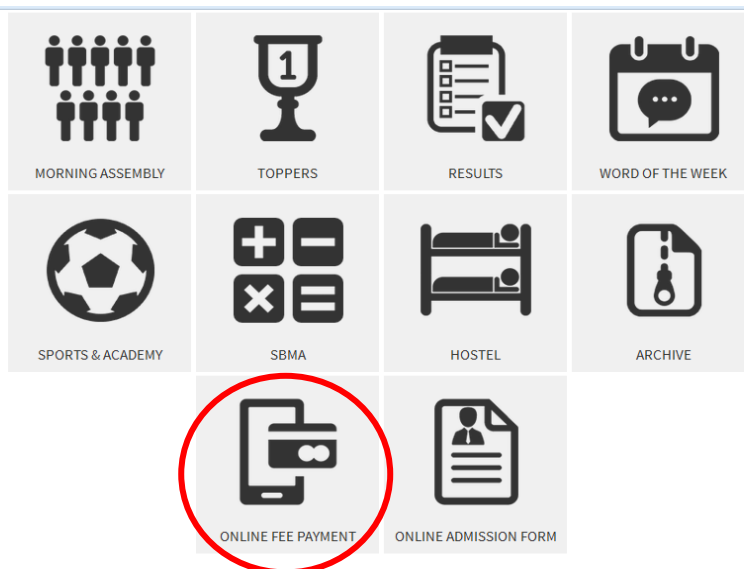 1
MORNING ASSEMBLY
TOPPERS
RESULTS
WORD OF THE WEEK
SPORTS & ACADEMY
SBMA
HOSTEL
ARCHIVE
ONLINE FEE PAYMENT
ONLINE ADMISSION FORM